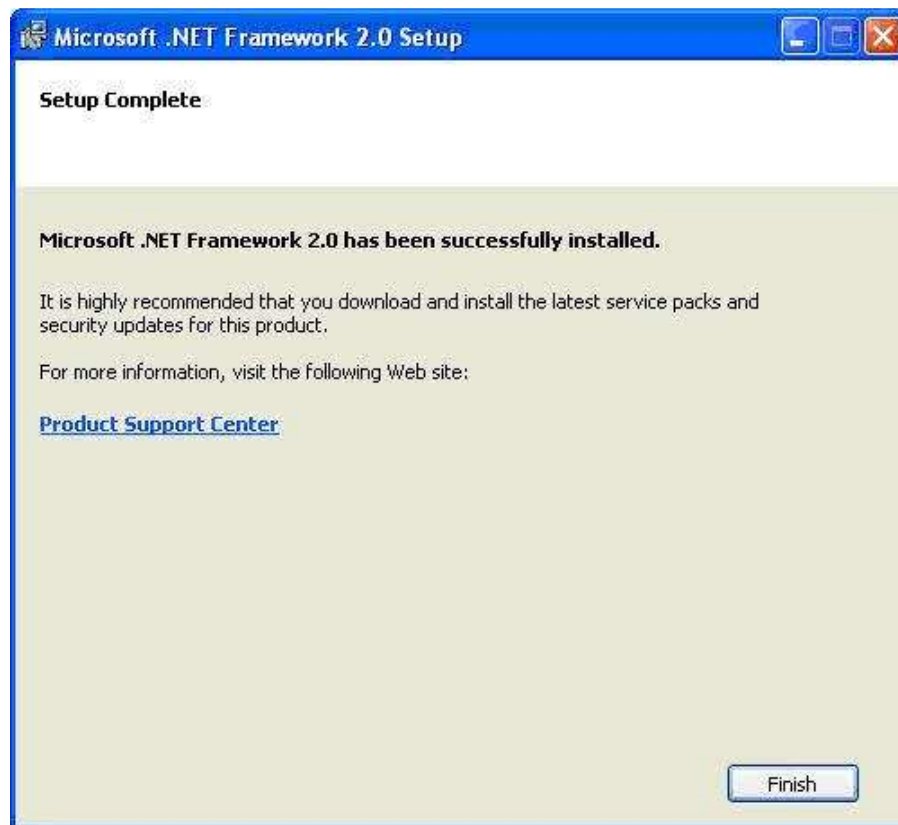 Microsoft .NET Framework 2.0 Setup
Setup Complete
Microsoft .NET Framework 2.0 has been successfully installed.
It is highly recommended that you download and install the latest service packs and
security updates for this product.
For more information, visit the following Web site:
Product Support Center
Finish